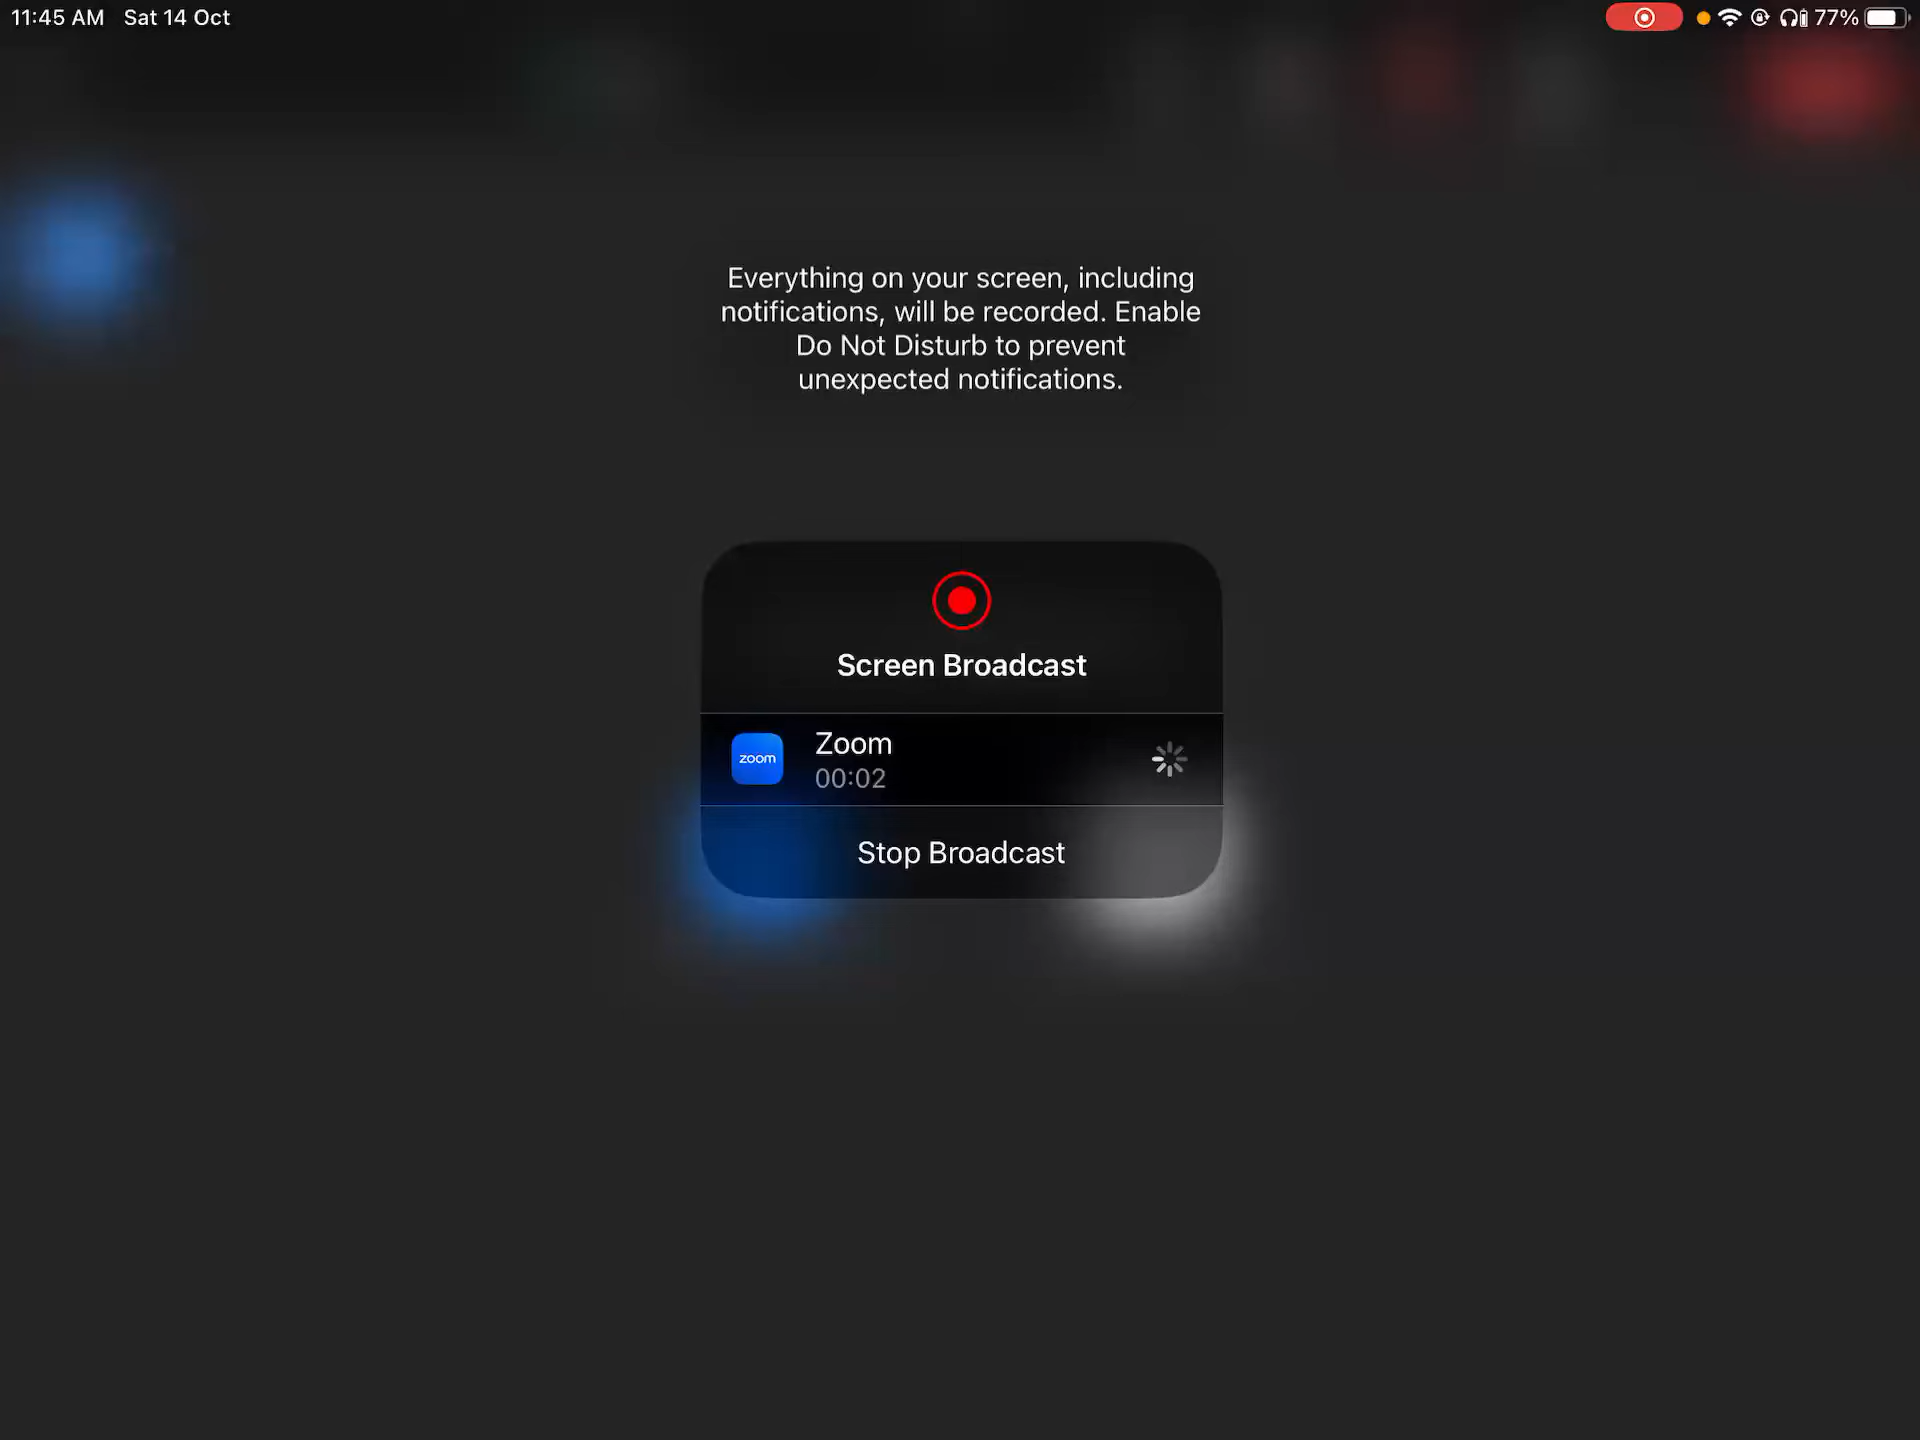 11:45 AM Sat 14 Oct 77%
Everything on your screen, including
notifications, will be recorded. Enable
Do Not Disturb to prevent
unexpected notifications.
Screen Broadcast
zoom Zoom
00:02
Stop Broadcast